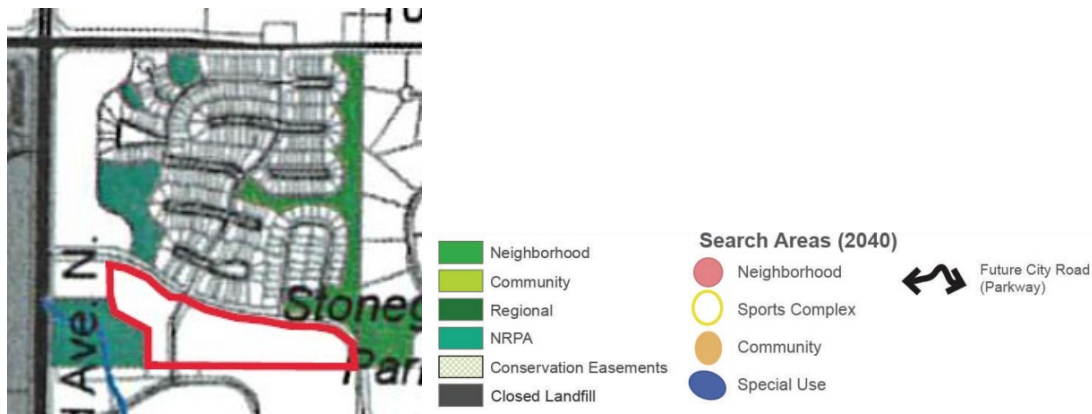 d Ave. N.
Stoneg
Par
Neighborhood
Community
Regional
NRPA
Conservation Easements
Closed Landfill
Search Areas (2040)
Neighborhood
Sports Complex
Community
Special Use
Future City Road
(Parkway)